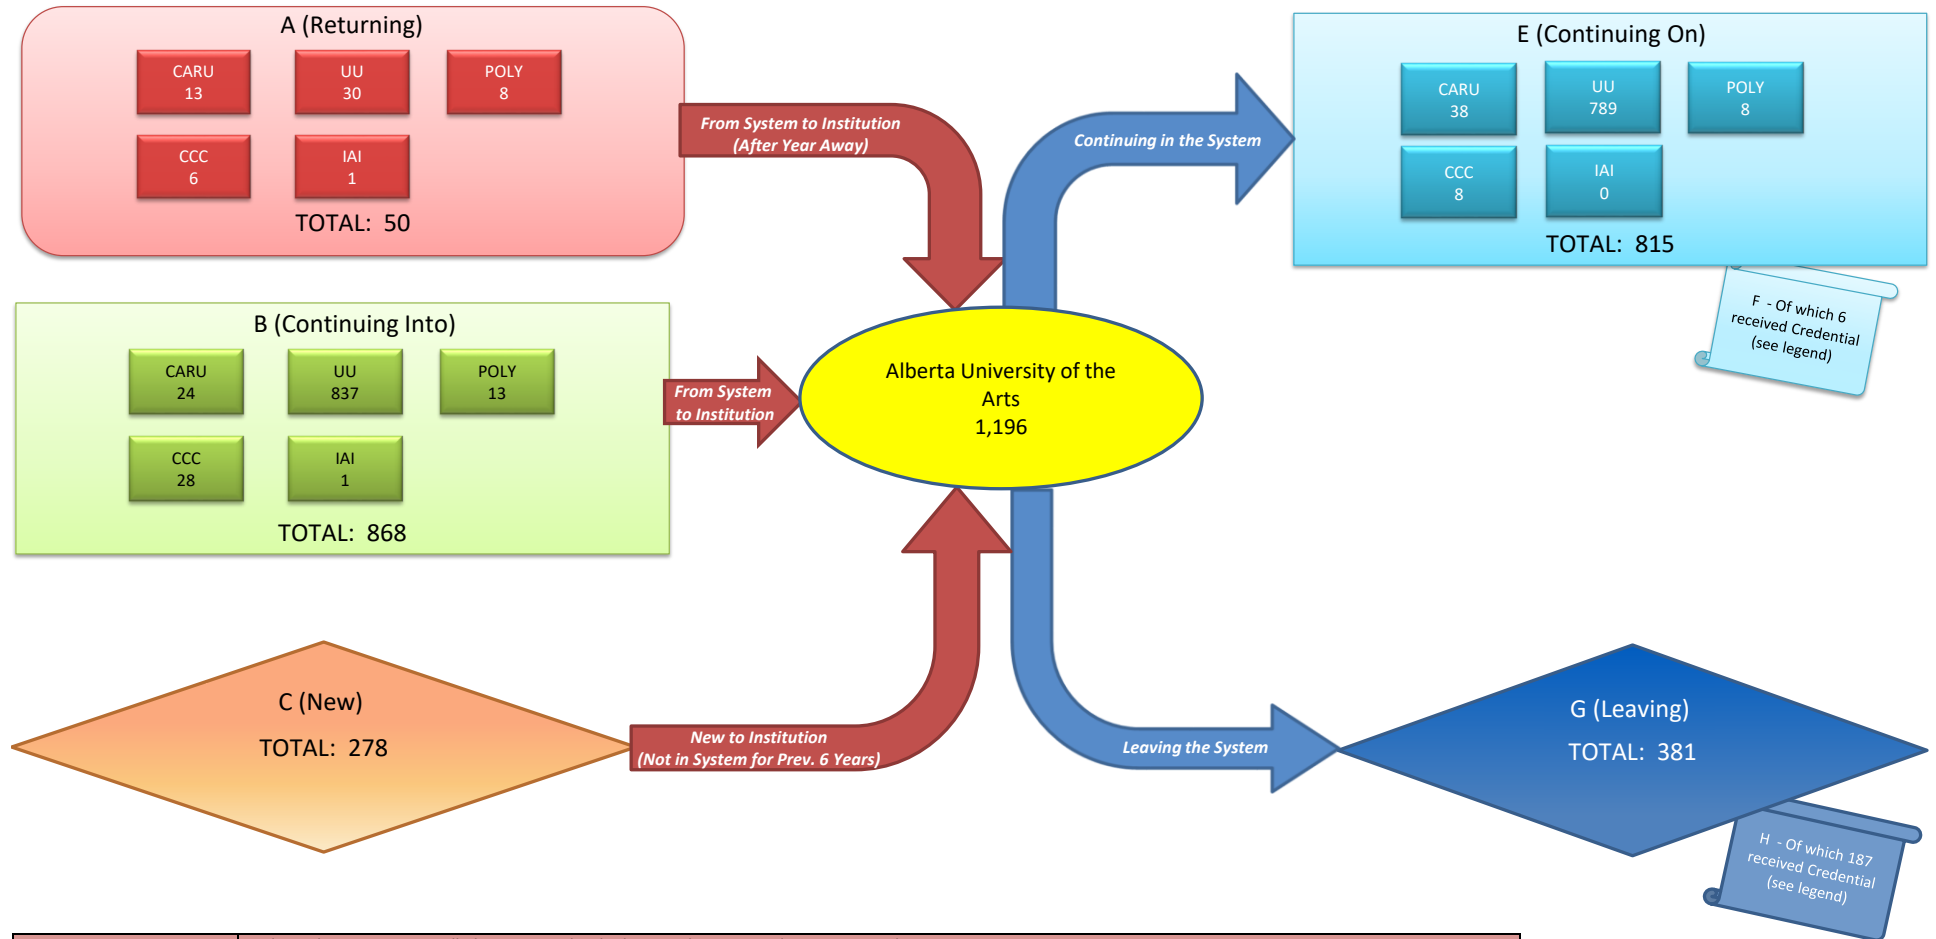 A (Returning)
CARU
13
UU
30
POLY
8
CCC
6
IAI
1
TOTAL: 50
From System to Institution
(After Year Away)
B (Continuing Into)
CARU
24
UU
837
POLY
13
CCC
28
IAI
1
TOTAL: 868
From System
to Institution
C (New)
TOTAL: 278
New to Institution
(Not in System for Prev. 6 Years)
Alberta University of the
Arts
1,196
Continuing in the System
E (Continuing On)
CARU
38
UU
789
POLY
8
CCC
8
IAI
0
TOTAL: 815
F - Of which 6
received Credential
(see legend)
Leaving the System
G (Leaving)
TOTAL: 381
H - Of which 187
received Credential
(see legend)